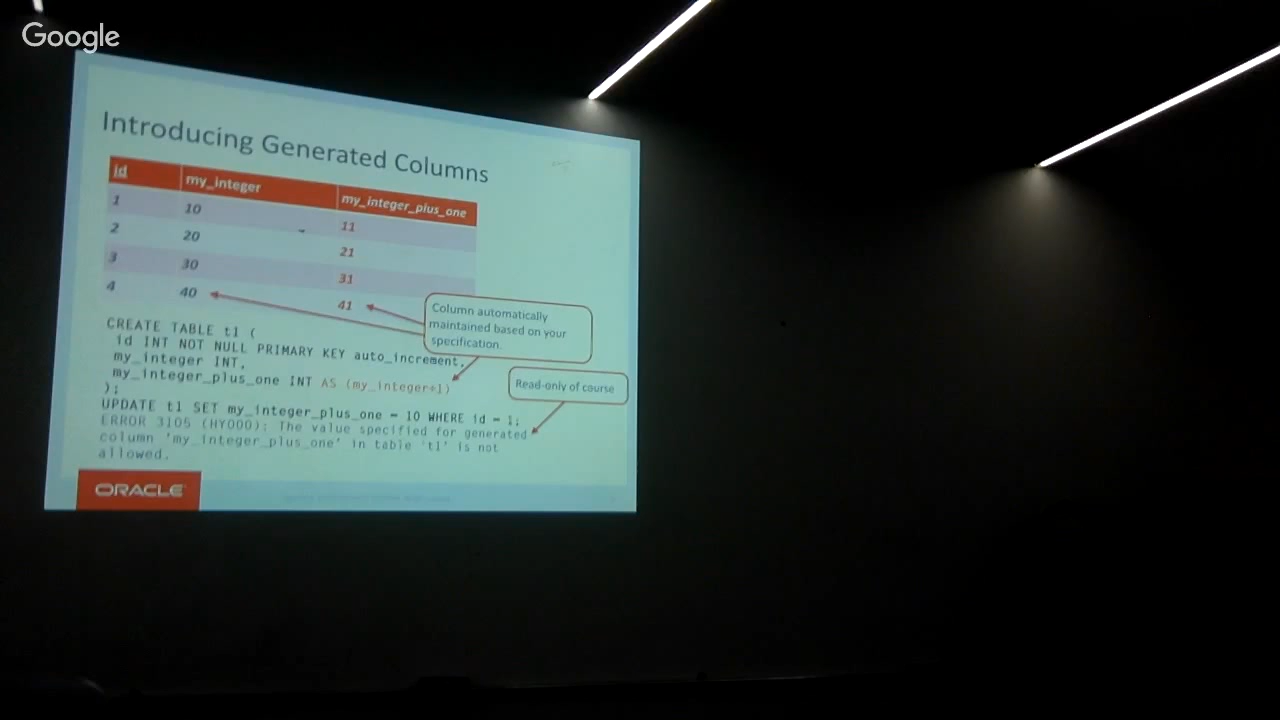 Google
Introducing Generated Columns
id my_integer my_integer_plus_one
1 10 11
2 20 21
3 30 31
4 40 41
Column automatically
maintained based on your
specification.
CREATE TABLE t1 (
id INT NOT NULL PRIMARY KEY auto_increment,
my_integer INT,
my_integer_plus_one INT AS (my_integer+1)
);
Read-only of course
UPDATE t1 SET my_integer_plus_one = 10 WHERE id = 1;
ERROR 3105 (HY000): The value specified for generated
column 'my_integer_plus_one' in table 't1' is not
allowed.
ORACLE